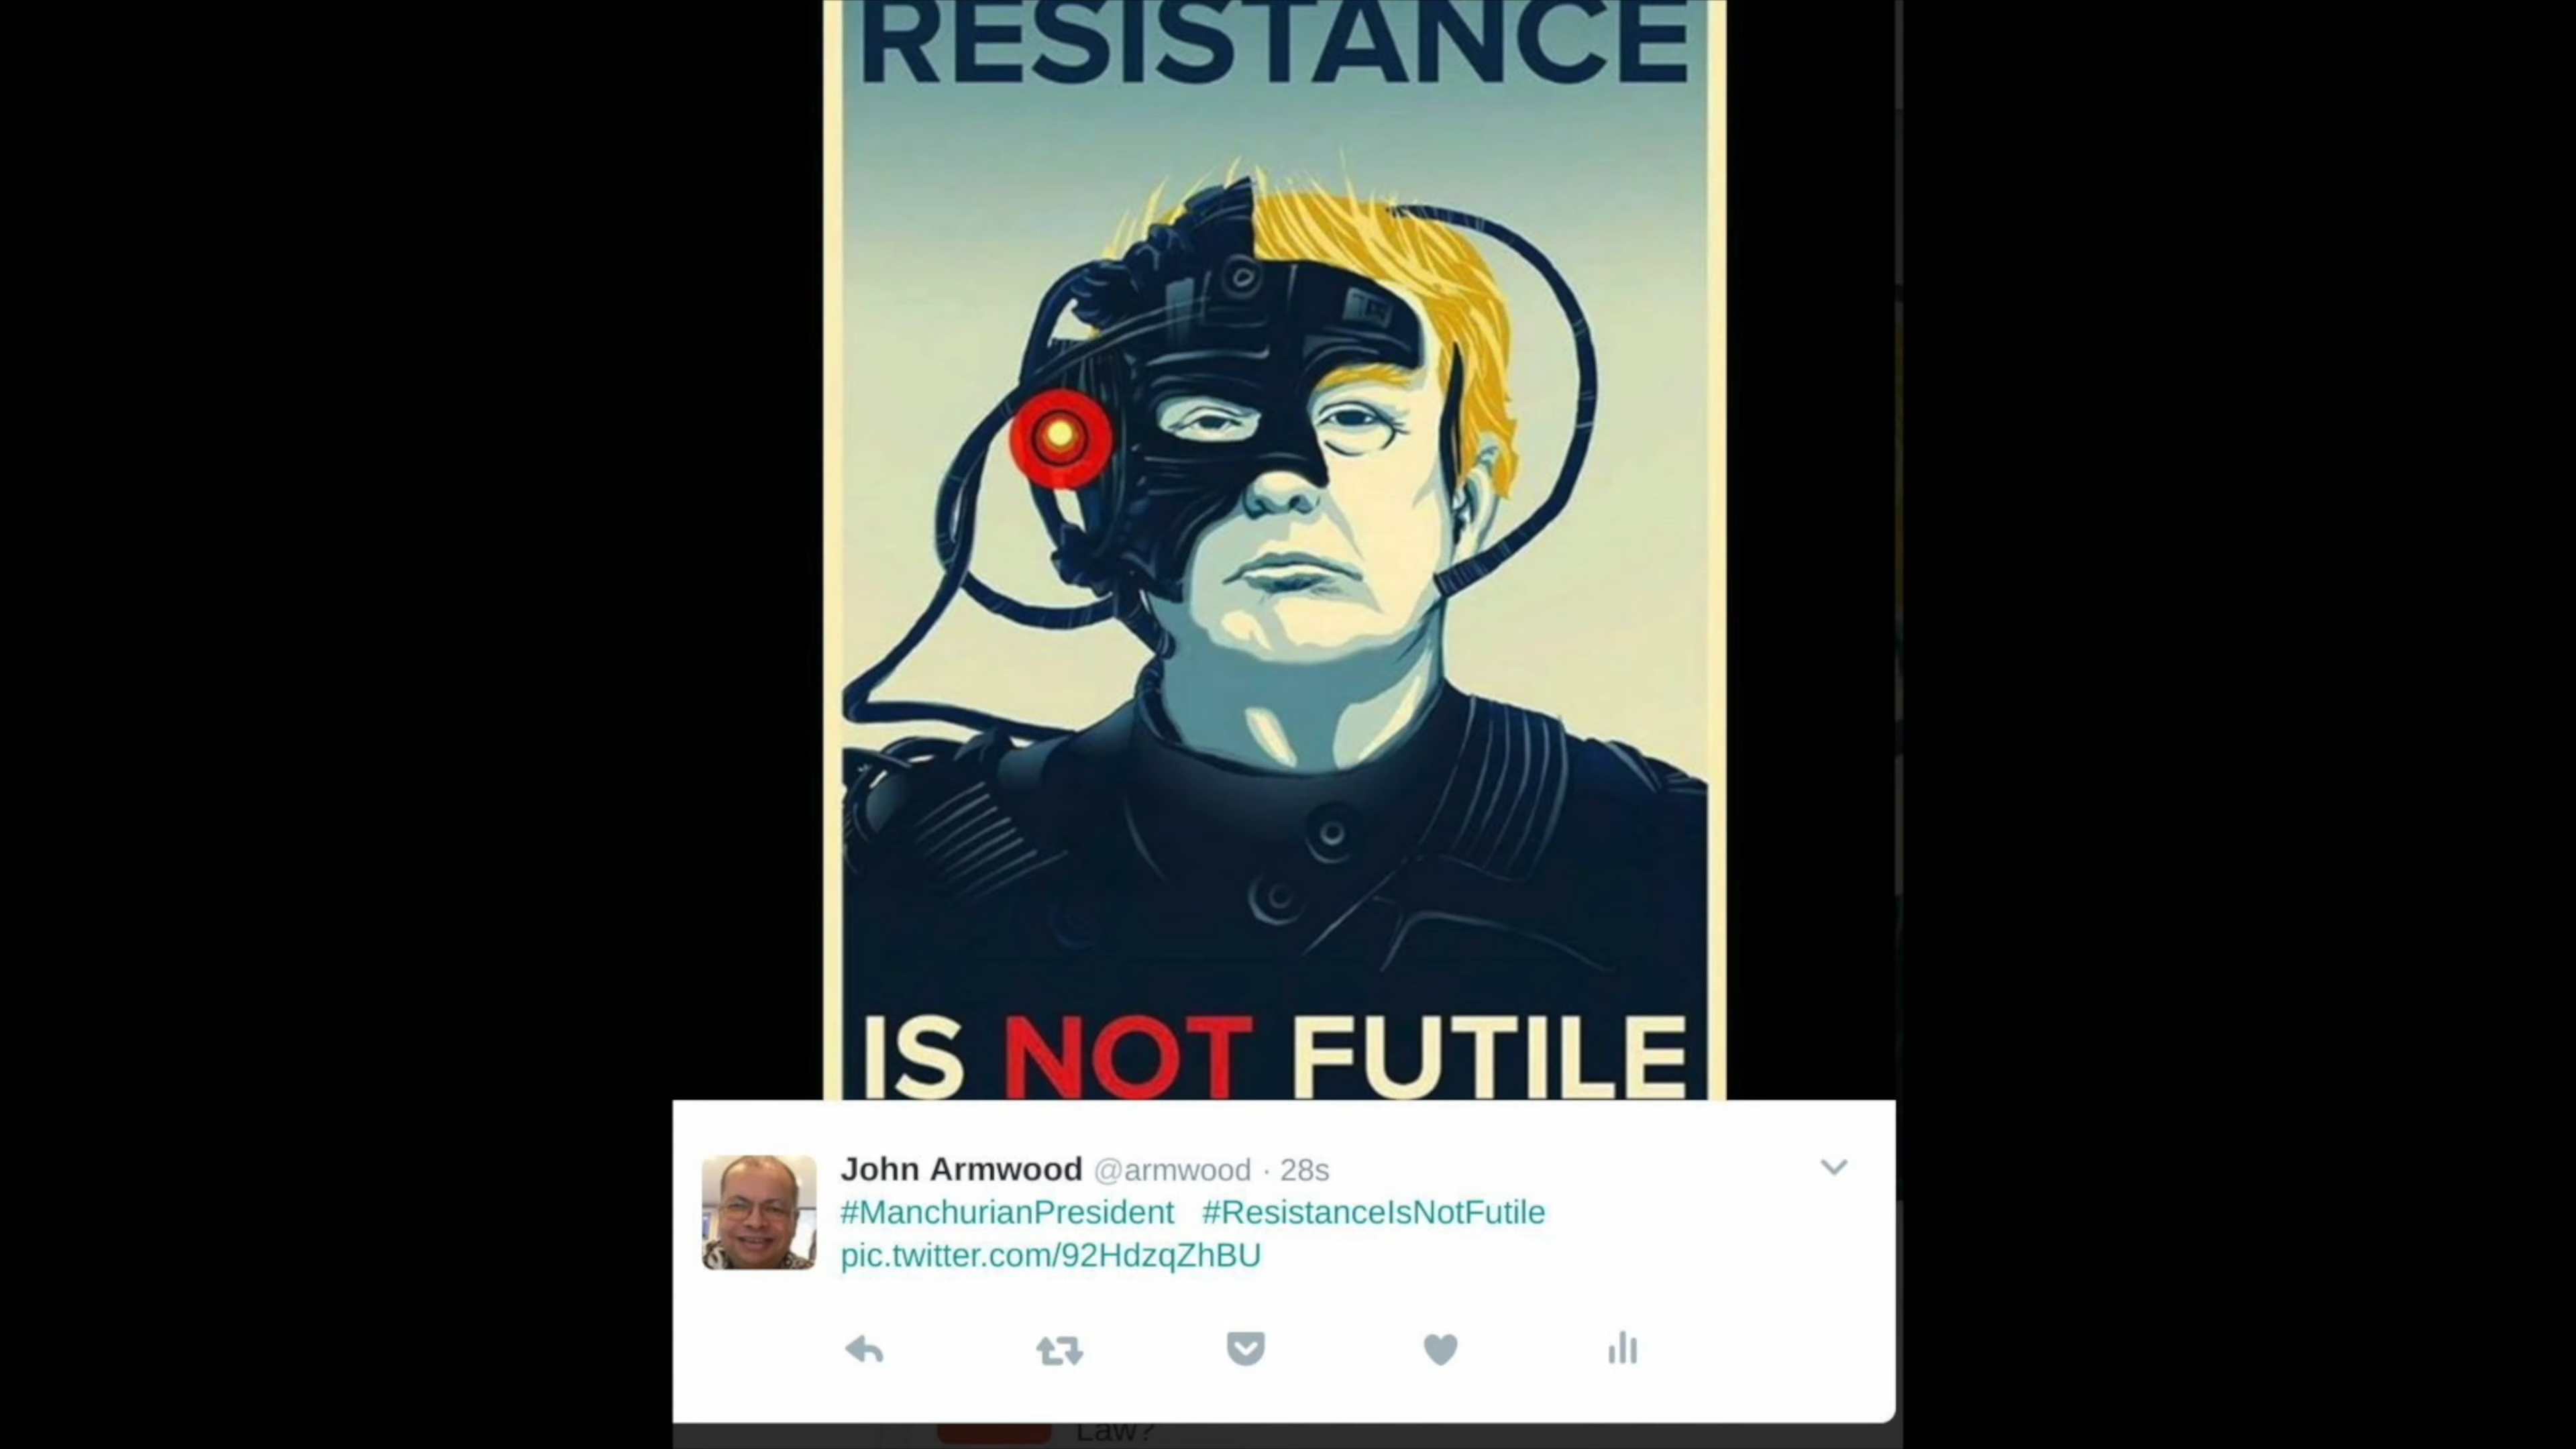 RESISTANCE
IS NOT FUTILE
John Armwood @armwood · 28s
#ManchurianPresident #ResistanceIsNotFutile
pic.twitter.com/92HdzqZhBU
Law?